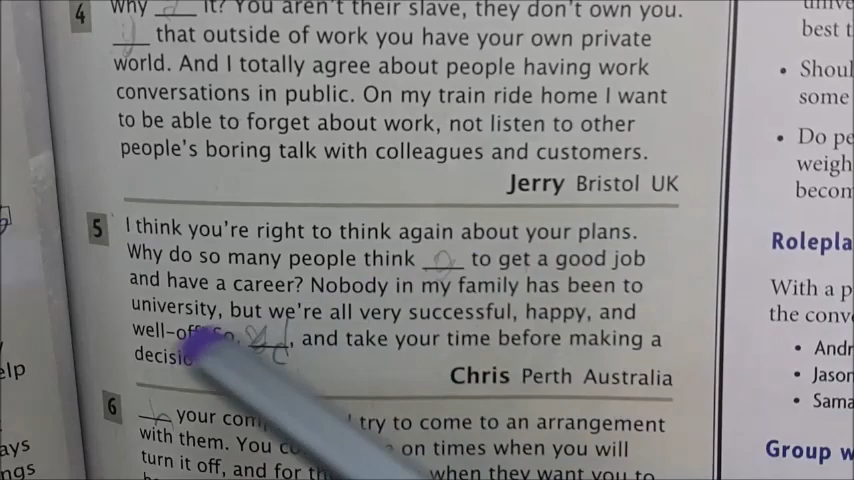 4
Why ___ it? You aren't their slave, they don't own you.
___ that outside of work you have your own private
world. And I totally agree about people having work
conversations in public. On my train ride home I want
to be able to forget about work, not listen to other
people's boring talk with colleagues and customers.
Jerry Bristol UK
5
I think you're right to think again about your plans.
Why do so many people think ___ to get a good job
and have a career? Nobody in my family has been to
university, but we're all very successful, happy, and
well-off. So, ___, and take your time before making a
Chris Perth Australia
6
___ your try to come to an arrangement
with them. You on times when you will
turn it off, and for when they want you to
best t
• Shoul
some
• Do pe
weigh
becom
Rolepla
With a p
the conv
• Andr
• Jason
• Sama
Group w
elp
ays
ngs